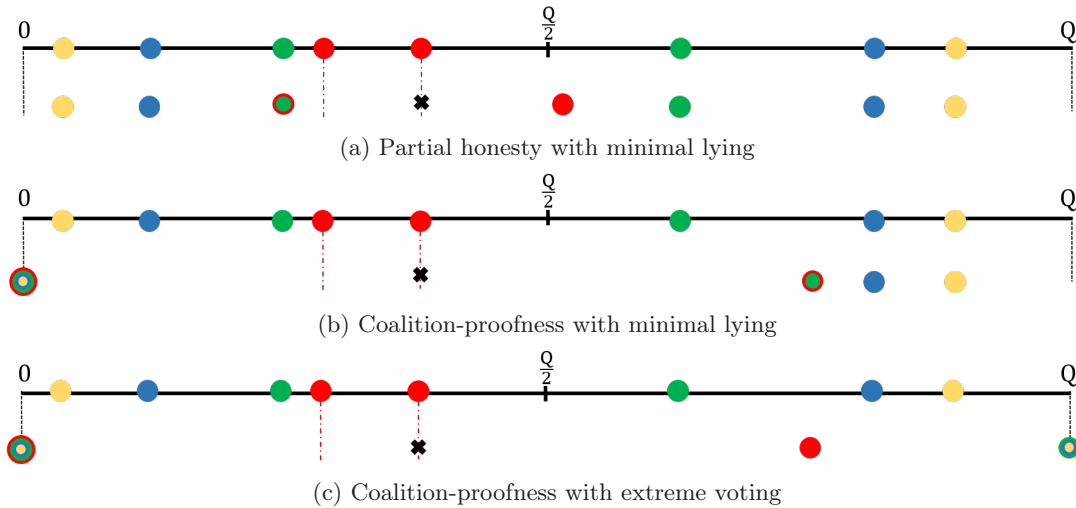 0 Q/2 Q
(a) Partial honesty with minimal lying
0 Q/2 Q
(b) Coalition-proofness with minimal lying
0 Q/2 Q
(c) Coalition-proofness with extreme voting